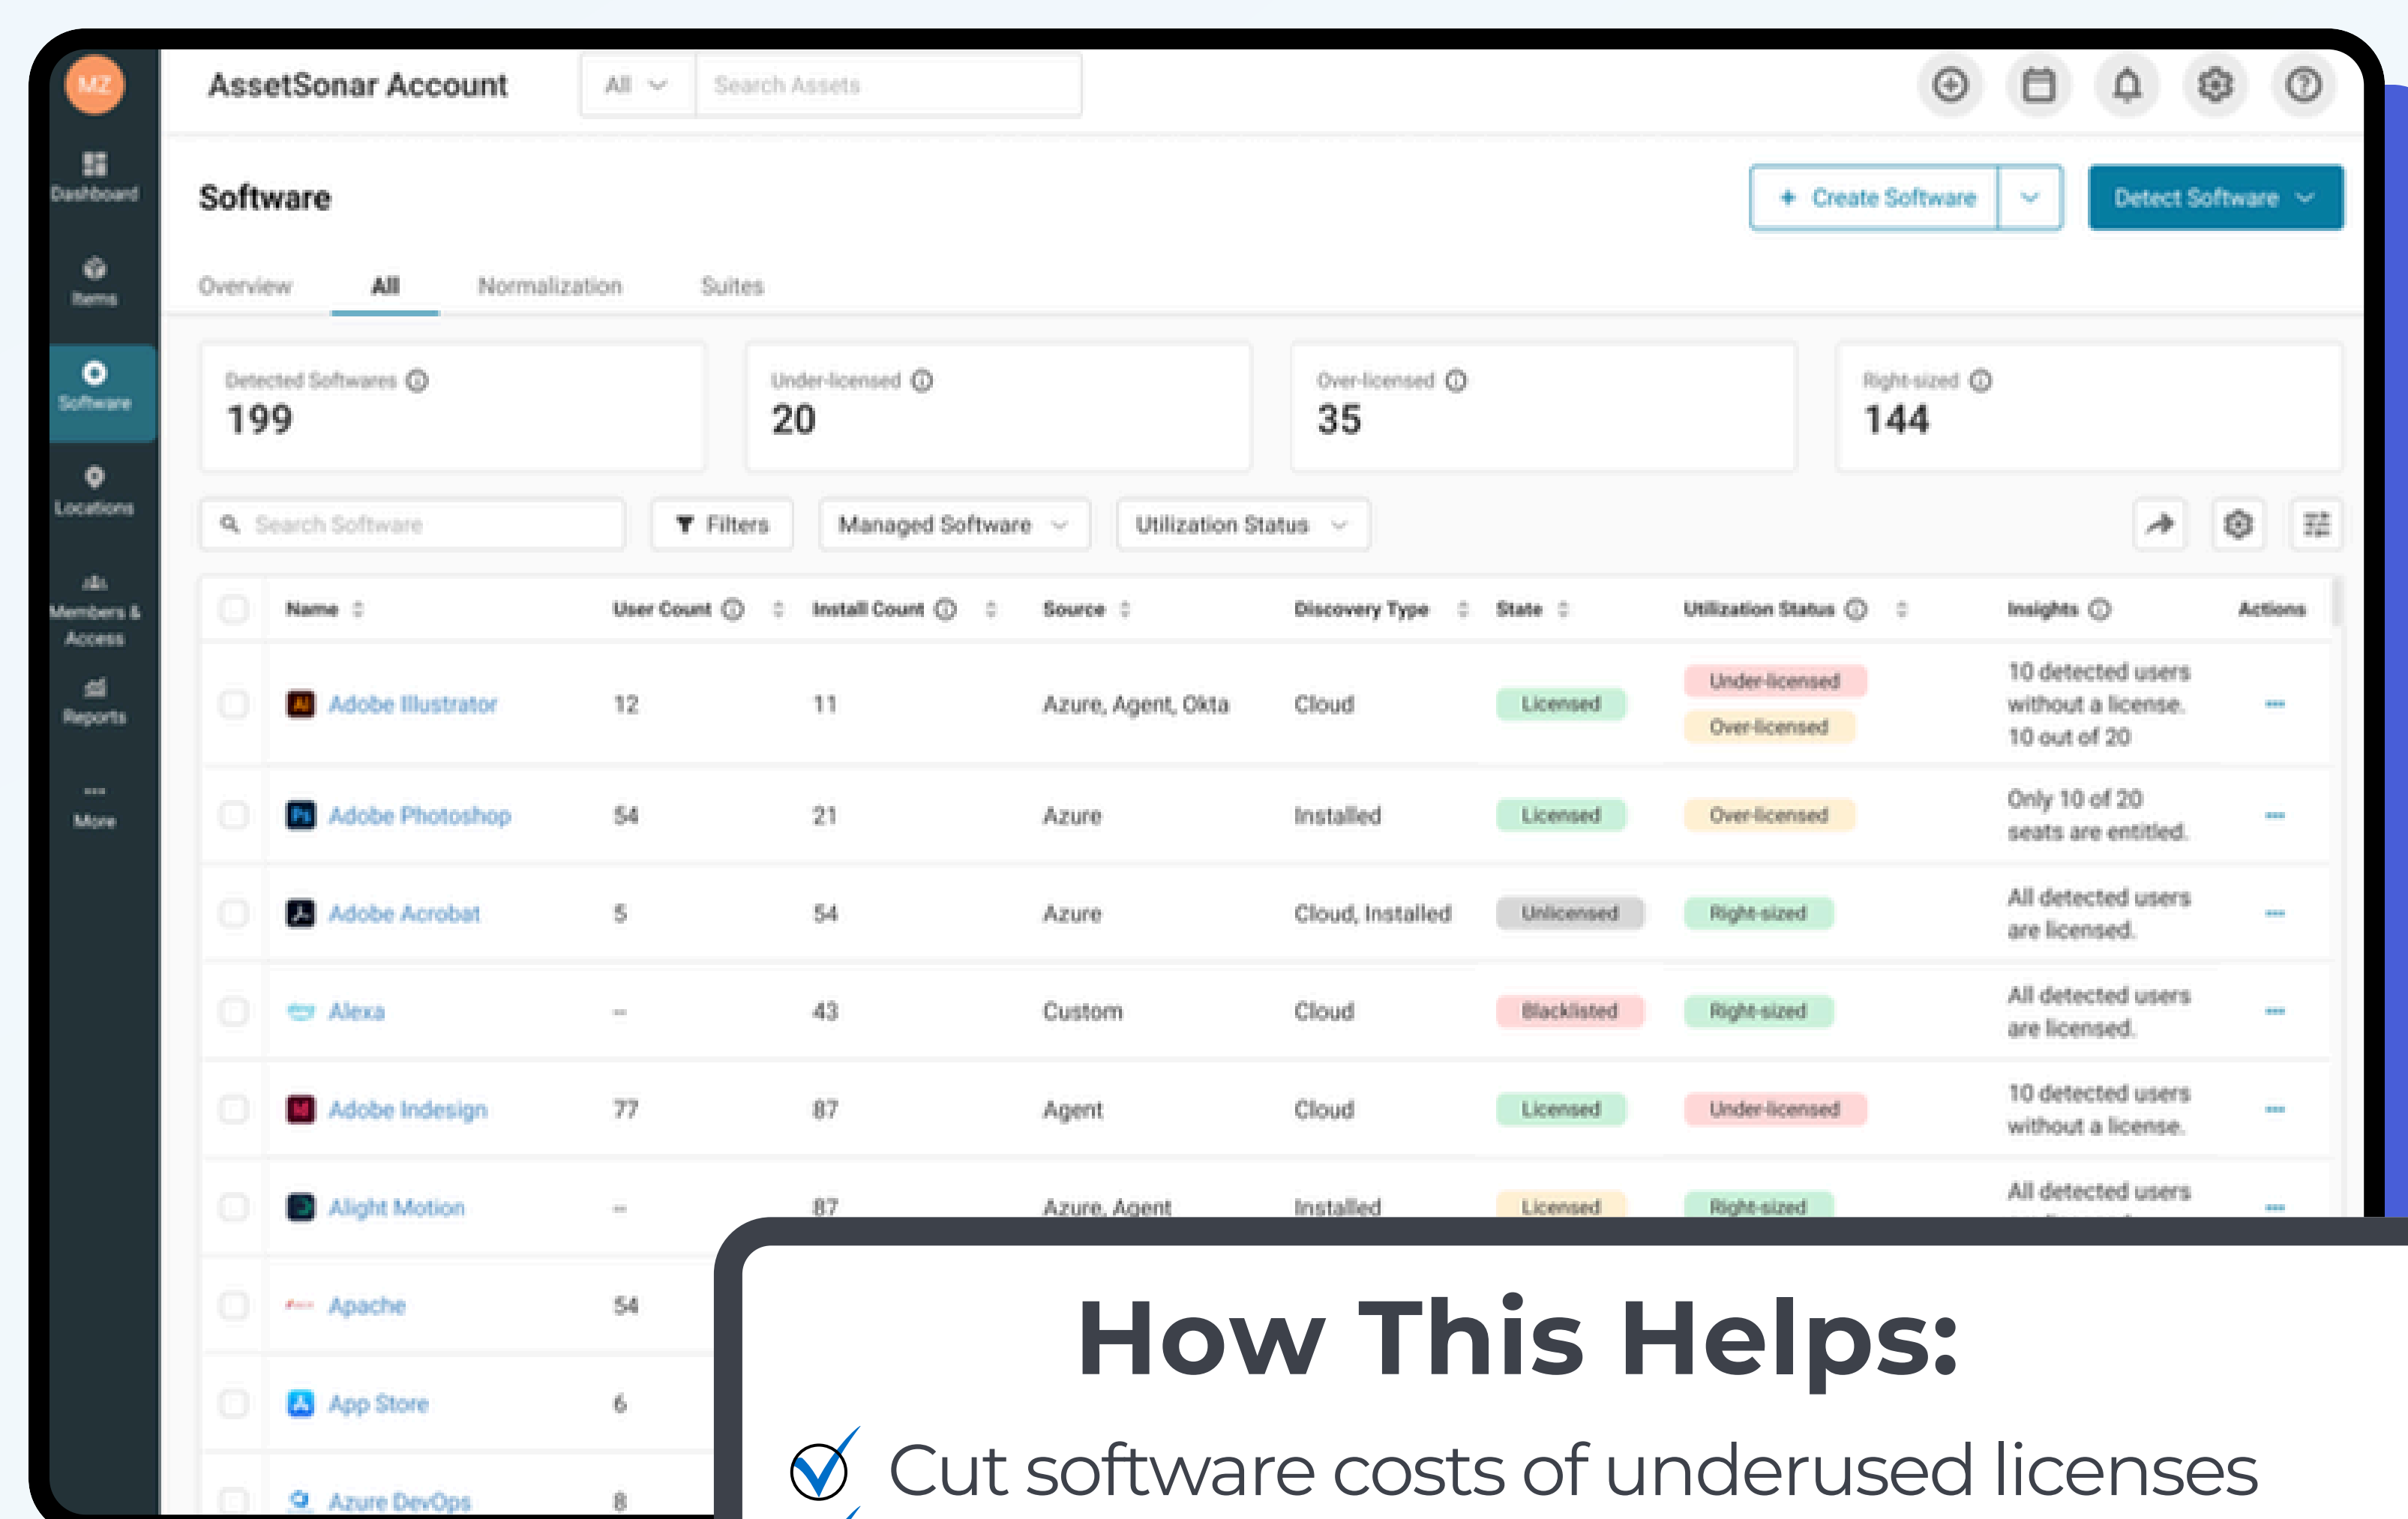 MZ
AssetSonar Account
All
Search Assets
Dashboard
Items
Software
Locations
Members &
Access
Reports
More
Software
+ Create Software
Detect Software
Overview
All
Normalization
Suites
Detected Softwares
199
Under-licensed
20
Over-licensed
35
Right-sized
144
Search Software
Filters
Managed Software
Utilization Status
Name User Count Install Count Source Discovery Type State Utilization Status Insights Actions
Ai Adobe Illustrator 12 11 Azure, Agent, Okta Cloud Licensed Under-licensed Over-licensed 10 detected users
without a license.
10 out of 20
Ps Adobe Photoshop 54 21 Azure Installed Licensed Over-licensed Only 10 of 20
seats are entitled.
Adobe Acrobat 5 54 Azure Cloud, Installed Unlicensed Right-sized All detected users
are licensed.
Alexa -- 43 Custom Cloud Blacklisted Right-sized All detected users
are licensed.
Id Adobe Indesign 77 87 Agent Cloud Licensed Under-licensed 10 detected users
without a license.
Alight Motion -- 87 Azure, Agent Installed Licensed Right-sized All detected users
Apache 54
App Store 6
Azure DevOps 8
How This Helps:
Cut software costs of underused licenses